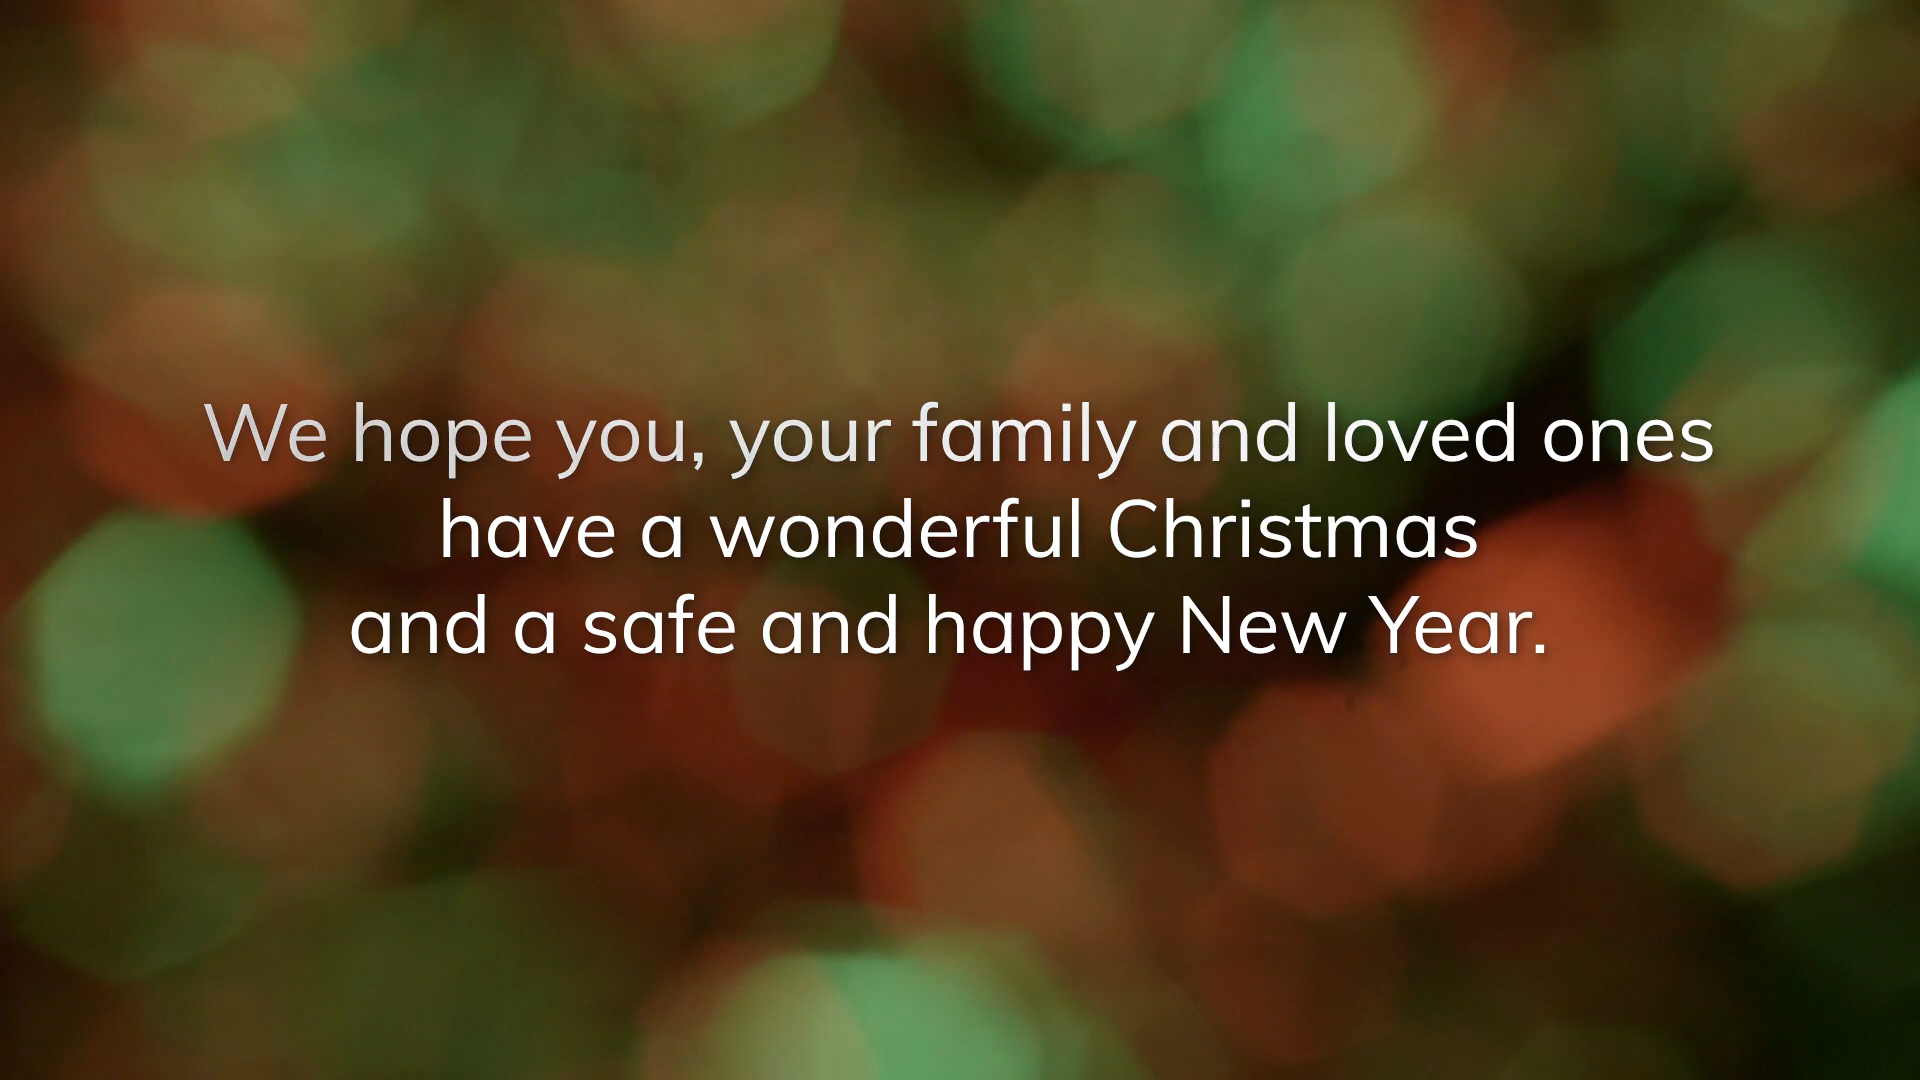 We hope you, your family and loved ones
have a wonderful Christmas
and a safe and happy New Year.